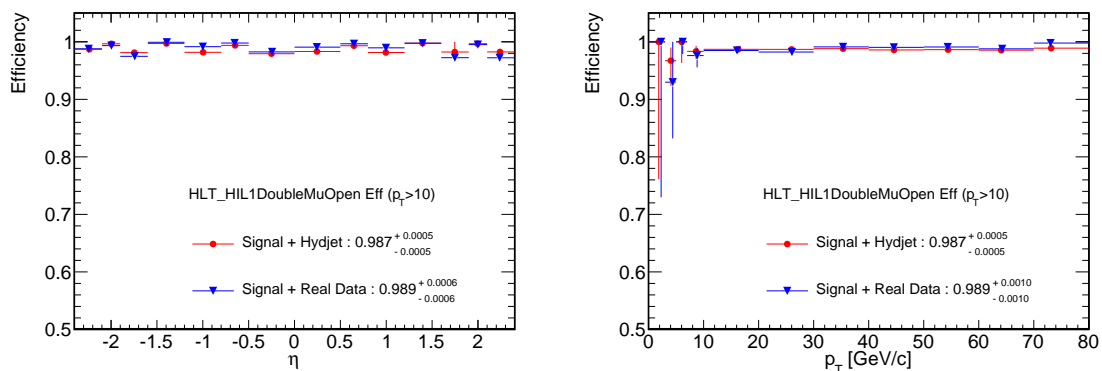 Efficiency
1
0.9
0.8
0.7
0.6
0.5
HLT_HIL1DoubleMuOpen Eff (p_T>10)
Signal + Hydjet : 0.987 + 0.0005 - 0.0005
Signal + Real Data : 0.989 + 0.0006 - 0.0006
-2 -1.5 -1 -0.5 0 0.5 1 1.5 2
η
Efficiency
1
0.9
0.8
0.7
0.6
0.5
HLT_HIL1DoubleMuOpen Eff (p_T>10)
Signal + Hydjet : 0.987 + 0.0005 - 0.0005
Signal + Real Data : 0.989 + 0.0010 - 0.0010
0 10 20 30 40 50 60 70 80
p_T [GeV/c]